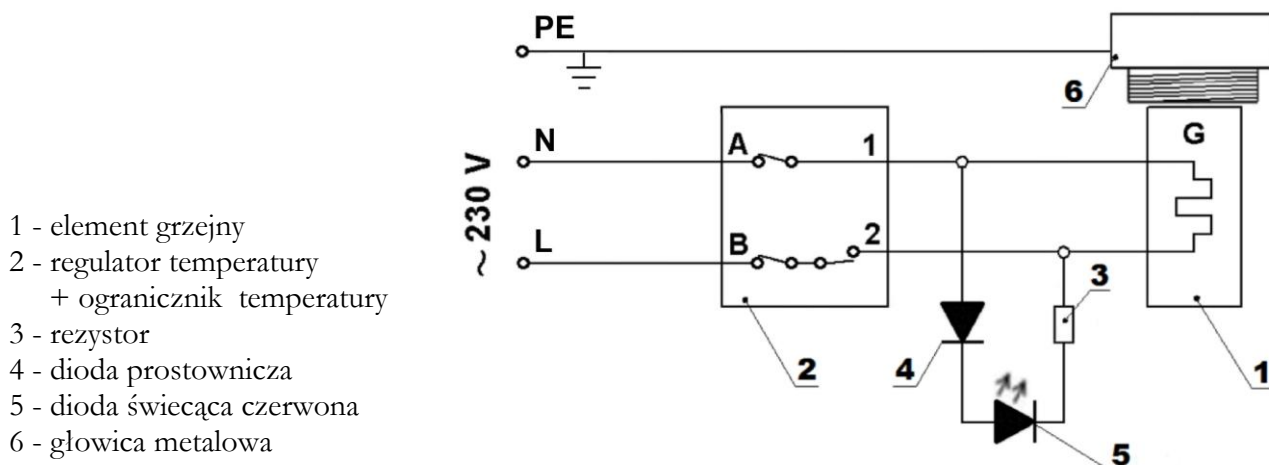 PE
6
G
N
A
1
~ 230 V
L
B
2
3
2
4
1
5
1 - element grzejny
2 - regulator temperatury
+ ogranicznik temperatury
3 - rezystor
4 - dioda prostownicza
5 - dioda świecąca czerwona
6 - głowica metalowa